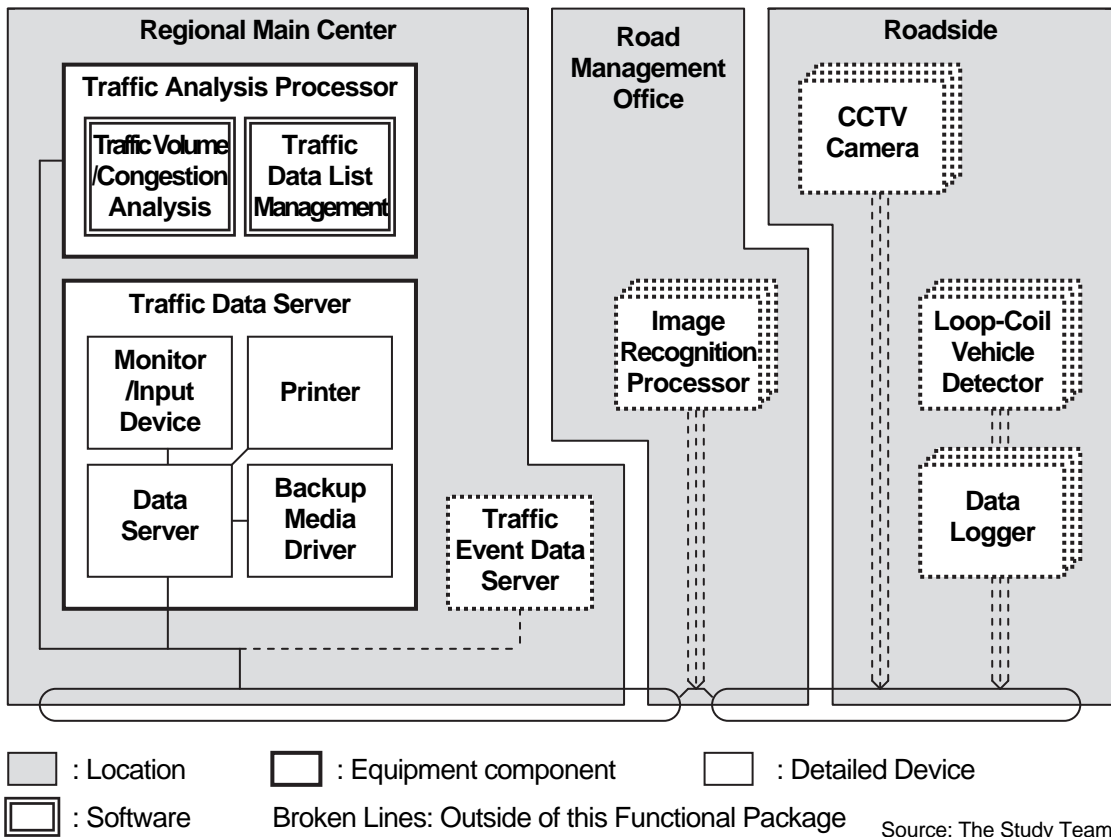 Regional Main Center
Traffic Analysis Processor
Traffic Volume
/Congestion
Analysis
Traffic
Data List
Management
Traffic Data Server
Monitor
/Input
Device
Printer
Data
Server
Backup
Media
Driver
Traffic
Event Data
Server
Road
Management
Office
Image
Recognition
Processor
Roadside
CCTV
Camera
Loop-Coil
Vehicle
Detector
Data
Logger
: Location
: Equipment component
: Detailed Device
: Software
Broken Lines: Outside of this Functional Package
Source: The Study Team